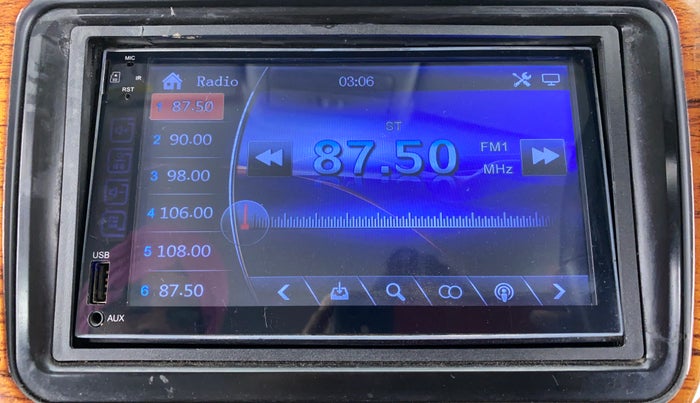 MIC
IR
RST
Radio
03:06
1 87.50
2 90.00
3 98.00
4 106.00
5 108.00
6 87.50
ST
87.50
FM1
MHz
USB
AUX